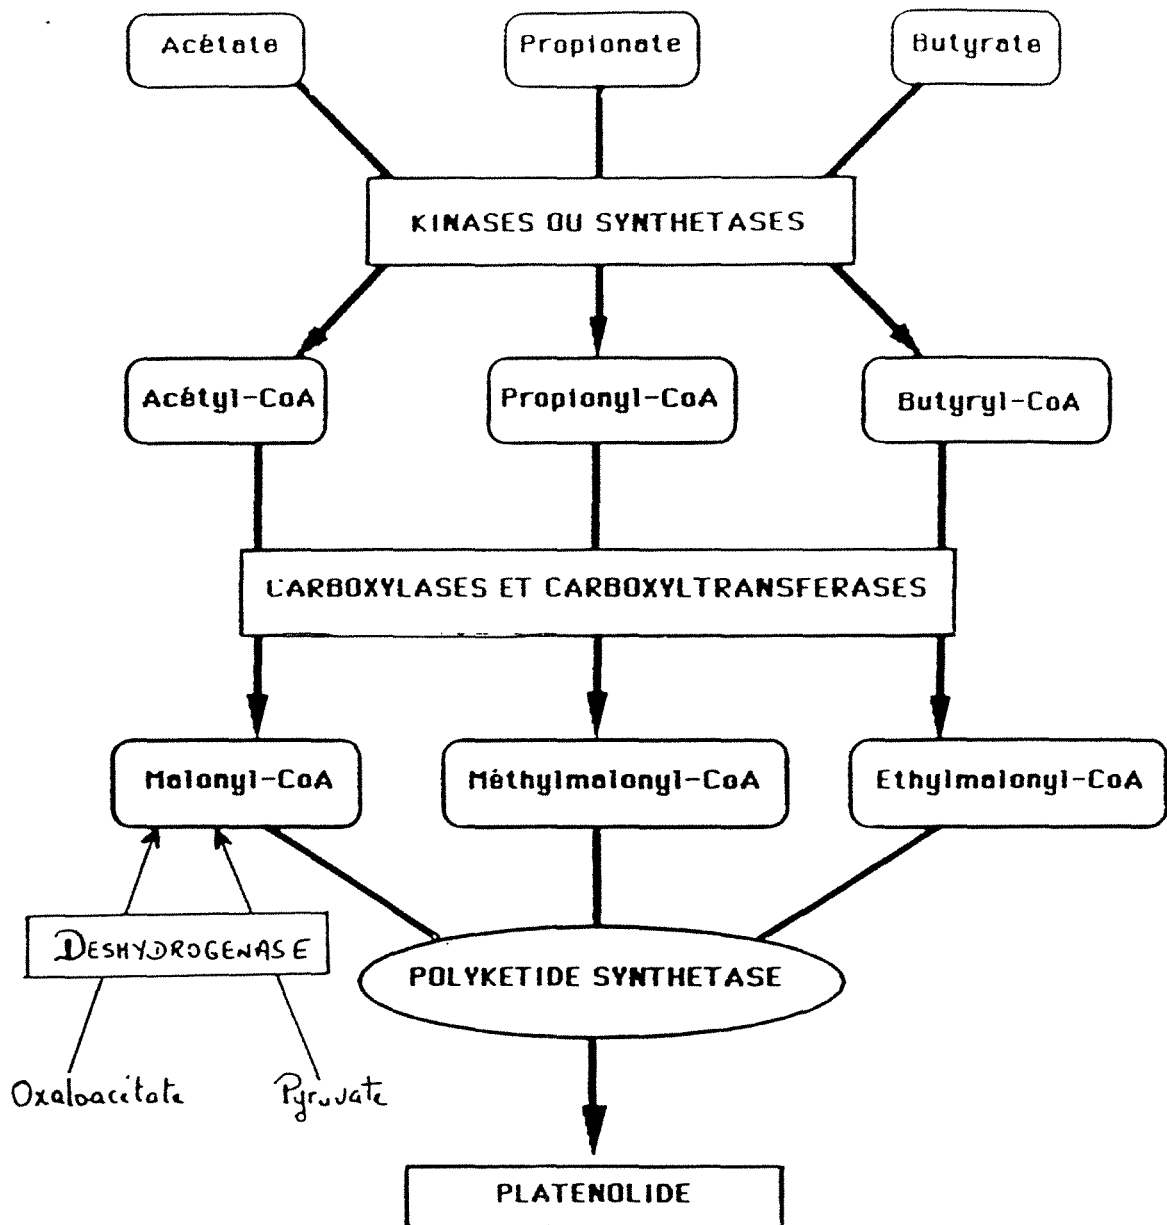 Acétate
Propionate
Butyrate
KINASES OU SYNTHETASES
Acétyl-CoA
Propionyl-CoA
Butyryl-CoA
CARBOXYLASES ET CARBOXYLTRANSFERASES
Malonyl-CoA
Méthylmalonyl-CoA
Ethylmalonyl-CoA
DESHYDROGENASE
POLYKETIDE SYNTHETASE
Oxaloacétate
Pyruvate
PLATENOLIDE